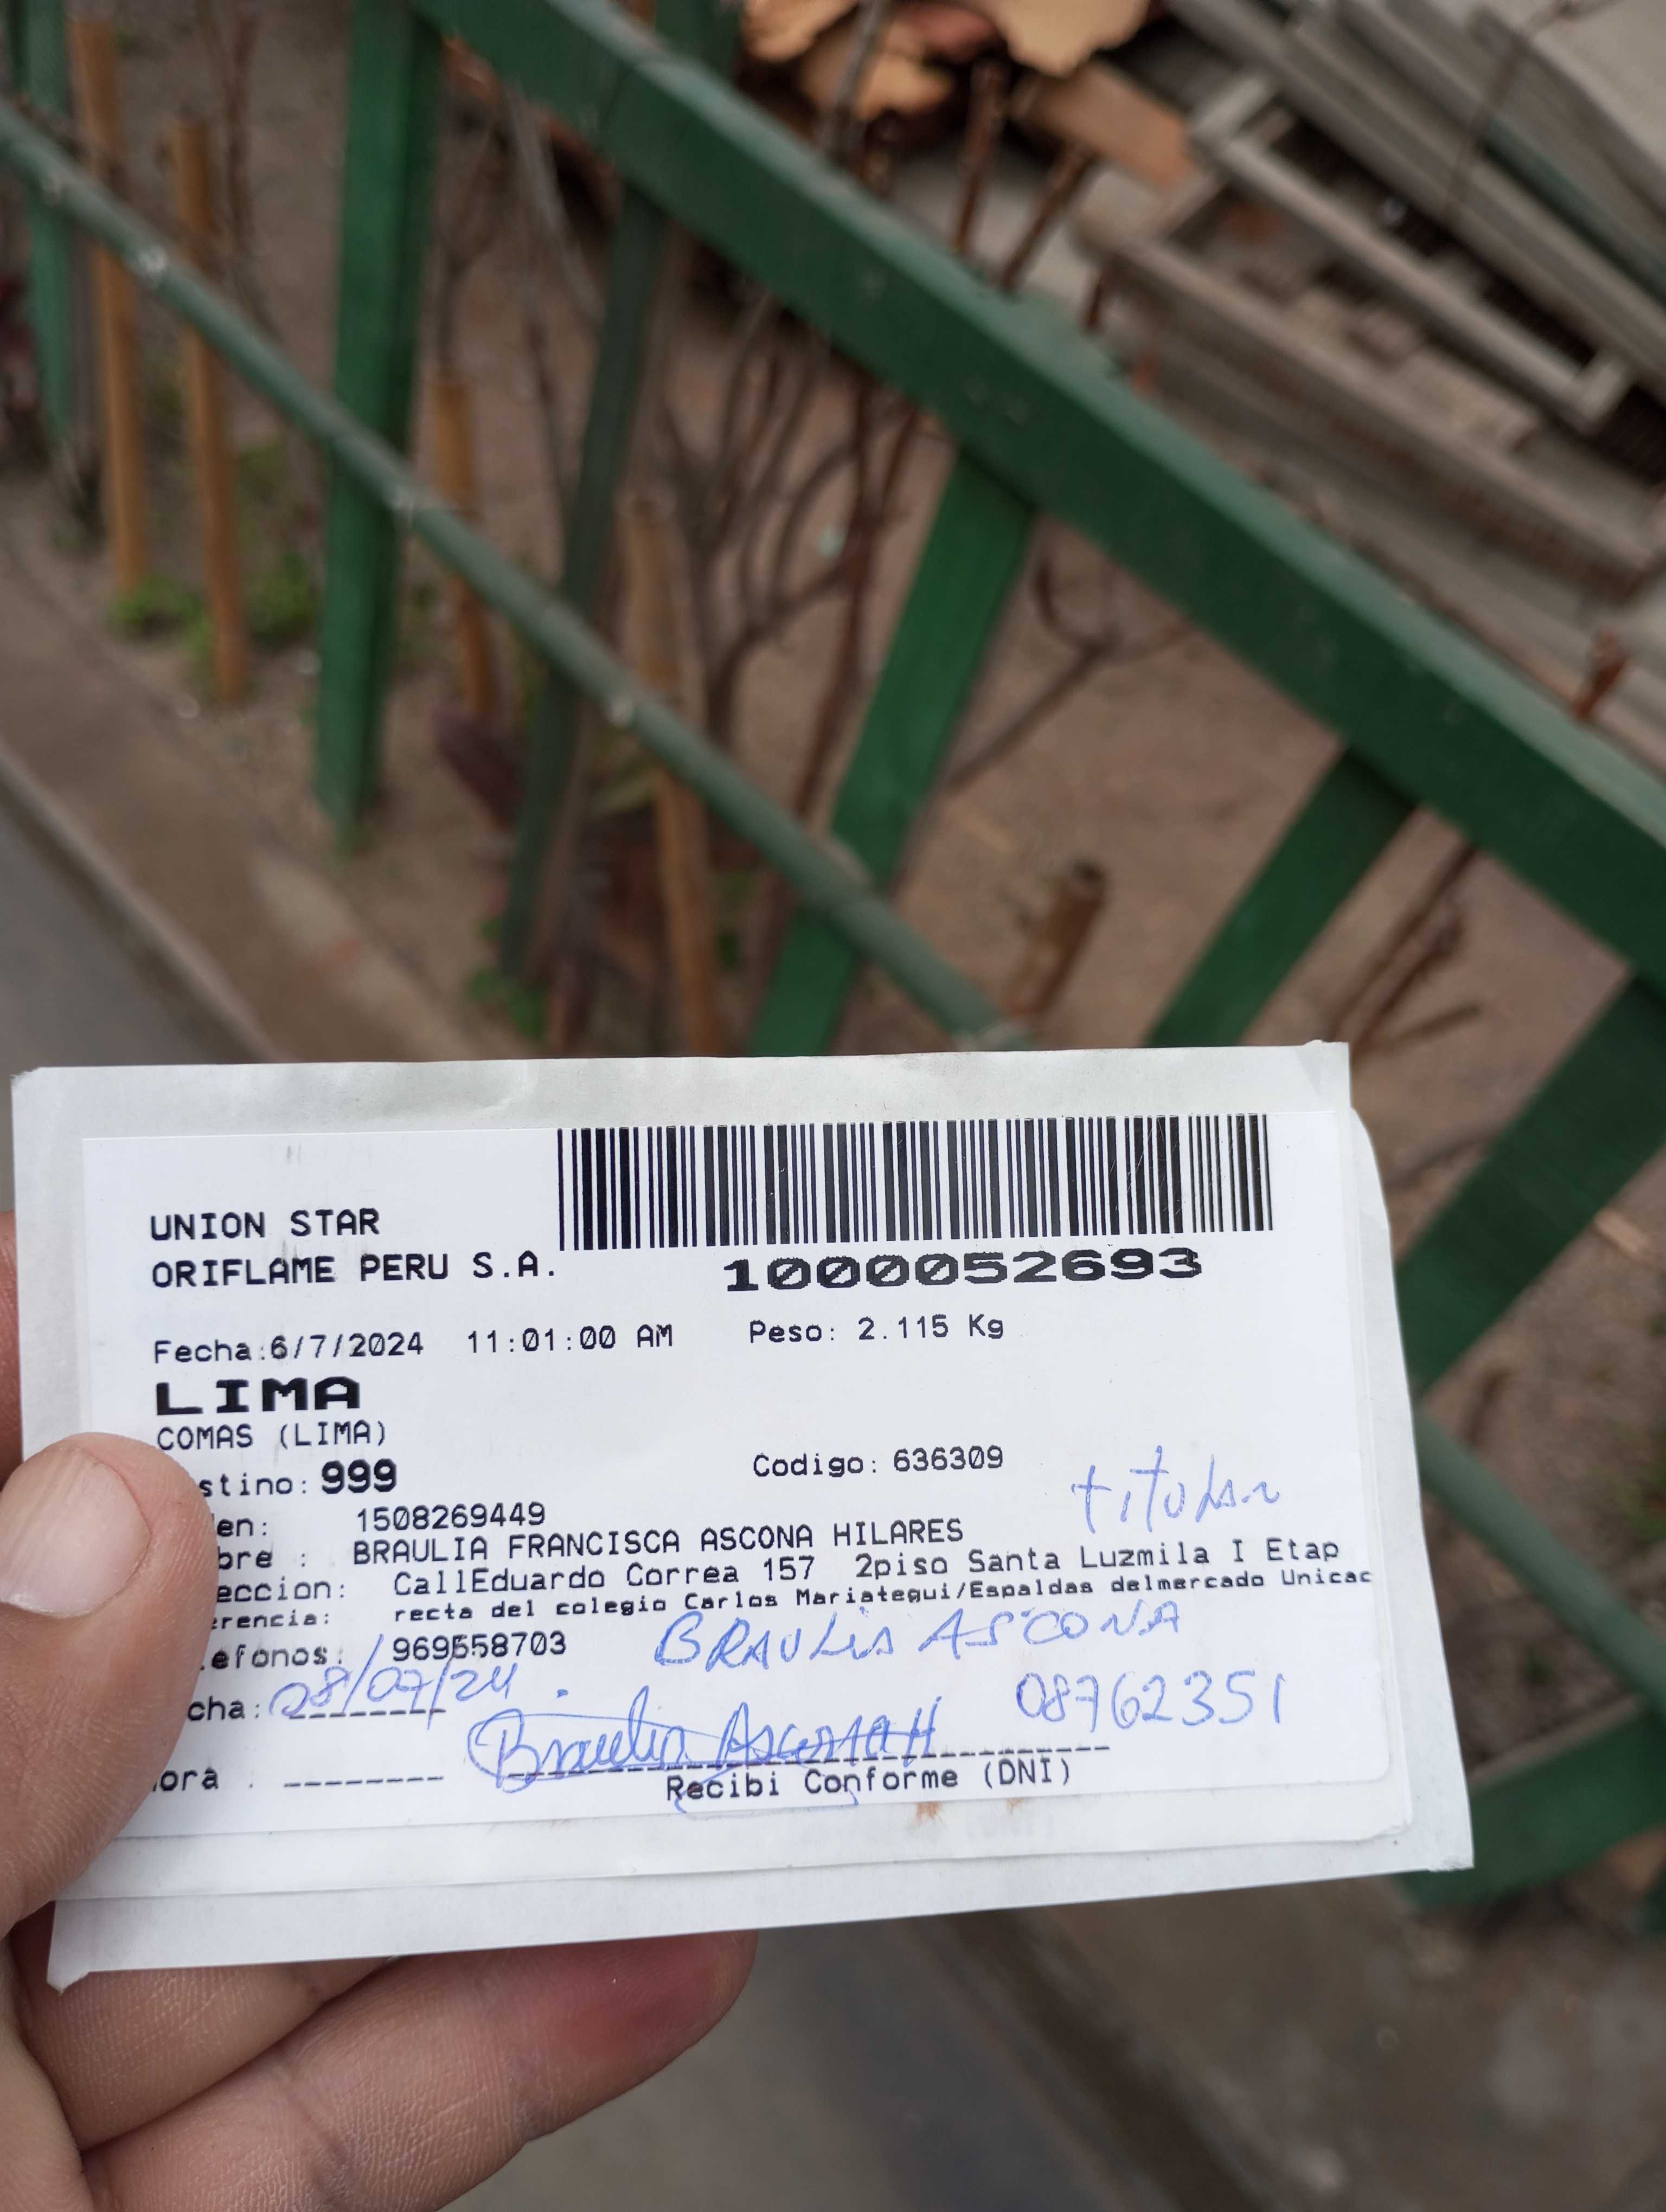 UNION STAR
ORIFLAME PERU S.A.
1000052693
Fecha:6/7/2024 11:01:00 AM Peso: 2.115 Kg
LIMA
COMAS (LIMA)
stino: 999 Codigo: 636309
titular
en: 1508269449
bre : BRAULIA FRANCISCA ASCONA HILARES
eccion: CallEduardo Correa 157 2piso Santa Luzmila I Etap
erencia: recta del colegio Carlos Mariategui/Espaldas delmercado Unicac
efonos: 969558703
BRAULIA ASCONA
cha: 28/07/24
08762351
Braulia Ascona H
ora :
Recibi Conforme (DNI)